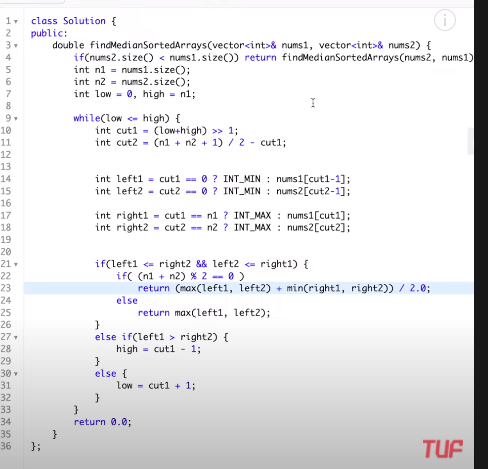 1 class Solution {
2 public:
3     double findMedianSortedArrays(vector<int>& nums1, vector<int>& nums2) {
4         if(nums2.size() < nums1.size()) return findMedianSortedArrays(nums2, nums1)
5         int n1 = nums1.size();
6         int n2 = nums2.size();
7         int low = 0, high = n1;
8
9         while(low <= high) {
10             int cut1 = (low+high) >> 1;
11             int cut2 = (n1 + n2 + 1) / 2 - cut1;
12
13
14             int left1 = cut1 == 0 ? INT_MIN : nums1[cut1-1];
15             int left2 = cut2 == 0 ? INT_MIN : nums2[cut2-1];
16
17             int right1 = cut1 == n1 ? INT_MAX : nums1[cut1];
18             int right2 = cut2 == n2 ? INT_MAX : nums2[cut2];
19
20
21             if(left1 <= right2 && left2 <= right1) {
22                 if( (n1 + n2) % 2 == 0 )
23                     return (max(left1, left2) + min(right1, right2)) / 2.0;
24                 else
25                     return max(left1, left2);
26             }
27             else if(left1 > right2) {
28                 high = cut1 - 1;
29             }
30             else {
31                 low = cut1 + 1;
32             }
33         }
34         return 0.0;
35     }
36 };
TUF